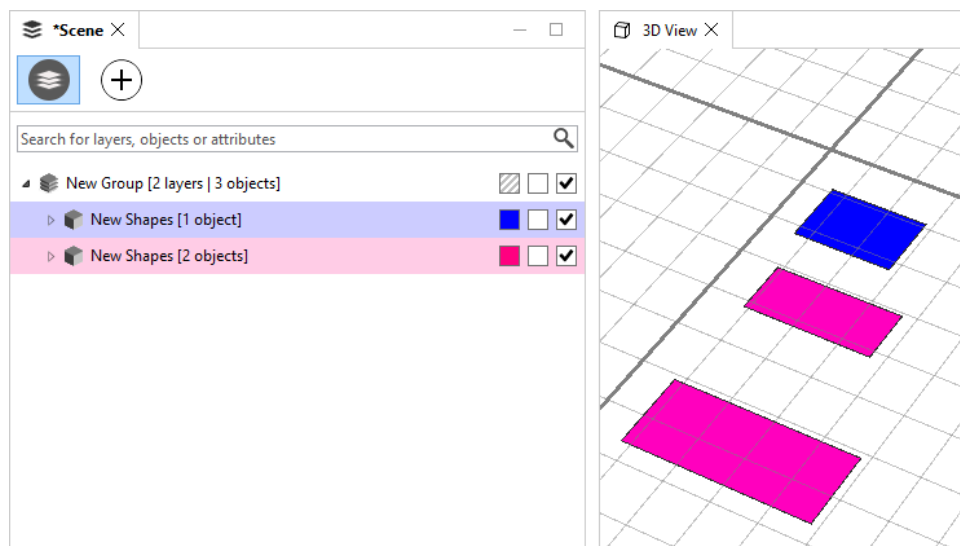 *Scene
3D View
Search for layers, objects or attributes
New Group [2 layers | 3 objects]
New Shapes [1 object]
New Shapes [2 objects]